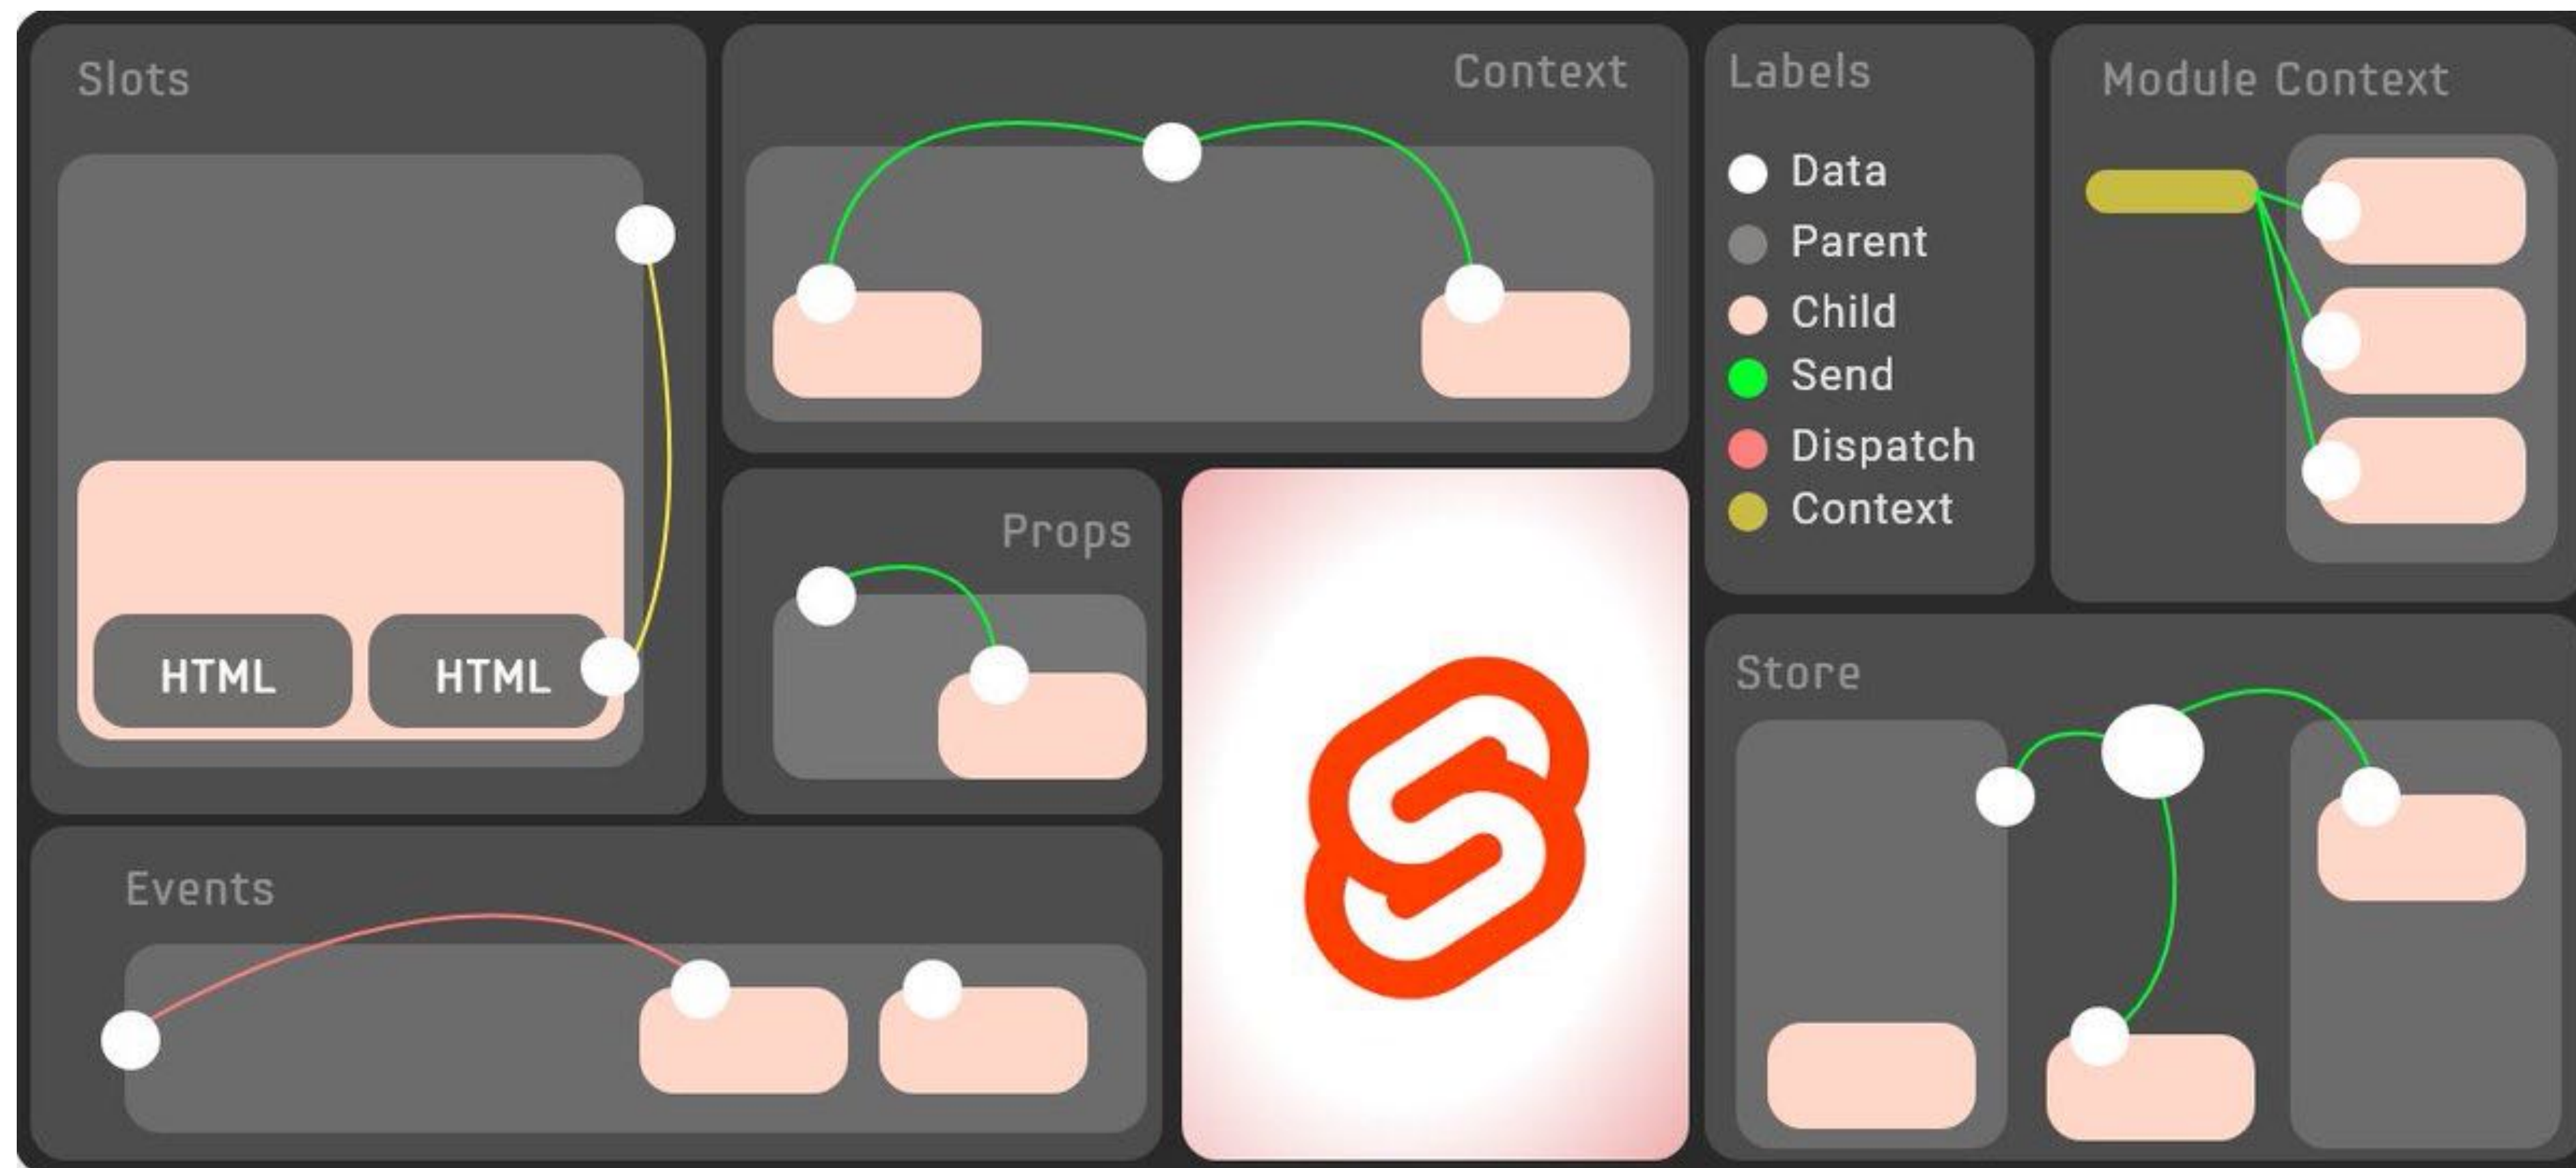 Slots
HTML
HTML
Context
Props
Events
Labels
Data
Parent
Child
Send
Dispatch
Context
Module Context
Store